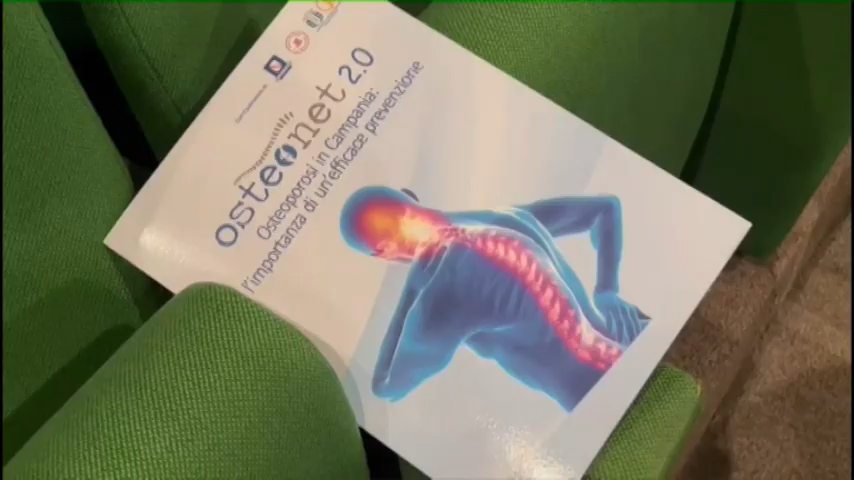 osteonet 2.0
Osteoporosi in Campania:
l'importanza di un'efficace prevenzione